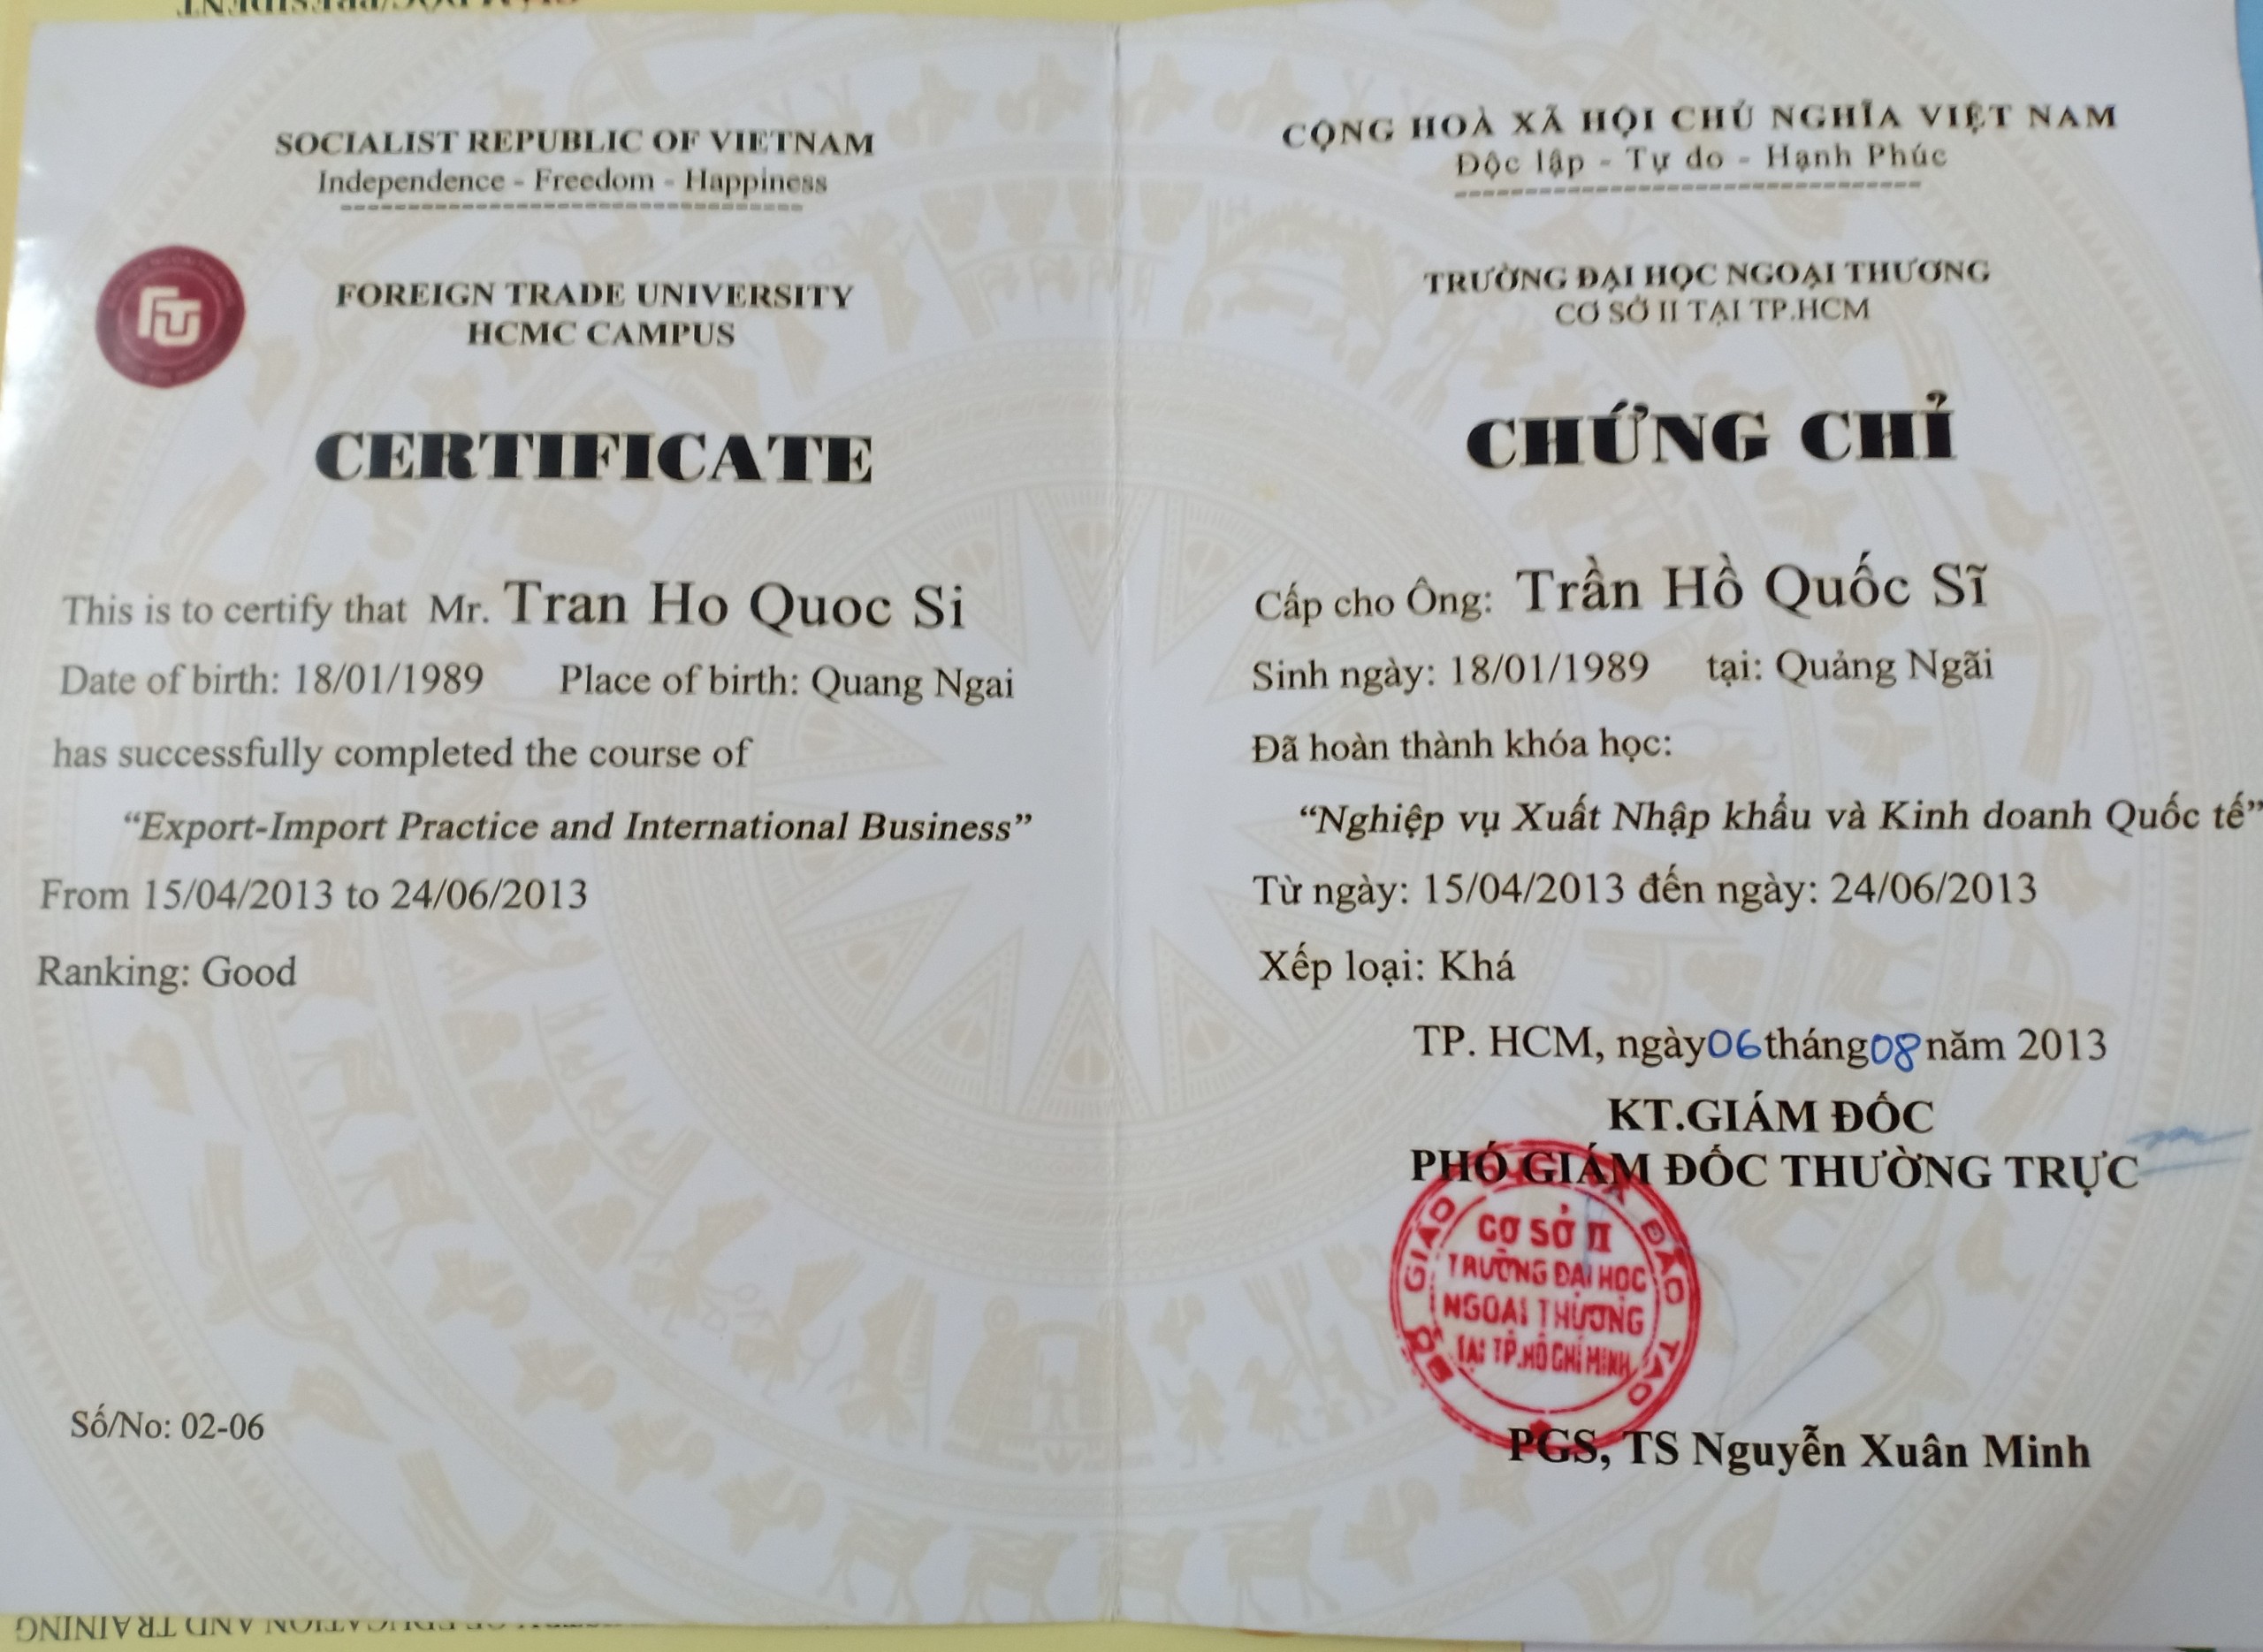 SOCIALIST REPUBLIC OF VIETNAM
Independence - Freedom - Happiness
FOREIGN TRADE UNIVERSITY
HCMC CAMPUS
CERTIFICATE
This is to certify that Mr. Tran Ho Quoc Si
Date of birth: 18/01/1989 Place of birth: Quang Ngai
has successfully completed the course of
“Export-Import Practice and International Business”
From 15/04/2013 to 24/06/2013
Ranking: Good
Số/No: 02-06
CỘNG HOÀ XÃ HỘI CHỦ NGHĨA VIỆT NAM
Độc lập - Tự do - Hạnh Phúc
TRƯỜNG ĐẠI HỌC NGOẠI THƯƠNG
CƠ SỞ II TẠI TP.HCM
CHỨNG CHỈ
Cấp cho Ông: Trần Hồ Quốc Sĩ
Sinh ngày: 18/01/1989 tại: Quảng Ngãi
Đã hoàn thành khóa học:
“Nghiệp vụ Xuất Nhập khẩu và Kinh doanh Quốc tế”
Từ ngày: 15/04/2013 đến ngày: 24/06/2013
Xếp loại: Khá
TP. HCM, ngày 06 tháng 08 năm 2013
KT.GIÁM ĐỐC
PHÓ GIÁM ĐỐC THƯỜNG TRỰC
BỘ GIÁO VÀ ĐÀO TẠO
CƠ SỞ II
TRƯỜNG ĐẠI HỌC
NGOẠI THƯƠNG
TẠI TP.HỒ CHÍ MINH
PGS, TS Nguyễn Xuân Minh
EDUCATION AND TRAINING